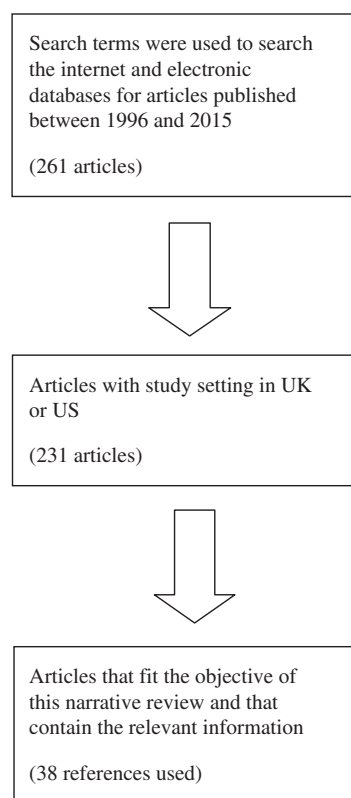 Search terms were used to search
the internet and electronic
databases for articles published
between 1996 and 2015
(261 articles)
Articles with study setting in UK
or US
(231 articles)
Articles that fit the objective of
this narrative review and that
contain the relevant information
(38 references used)